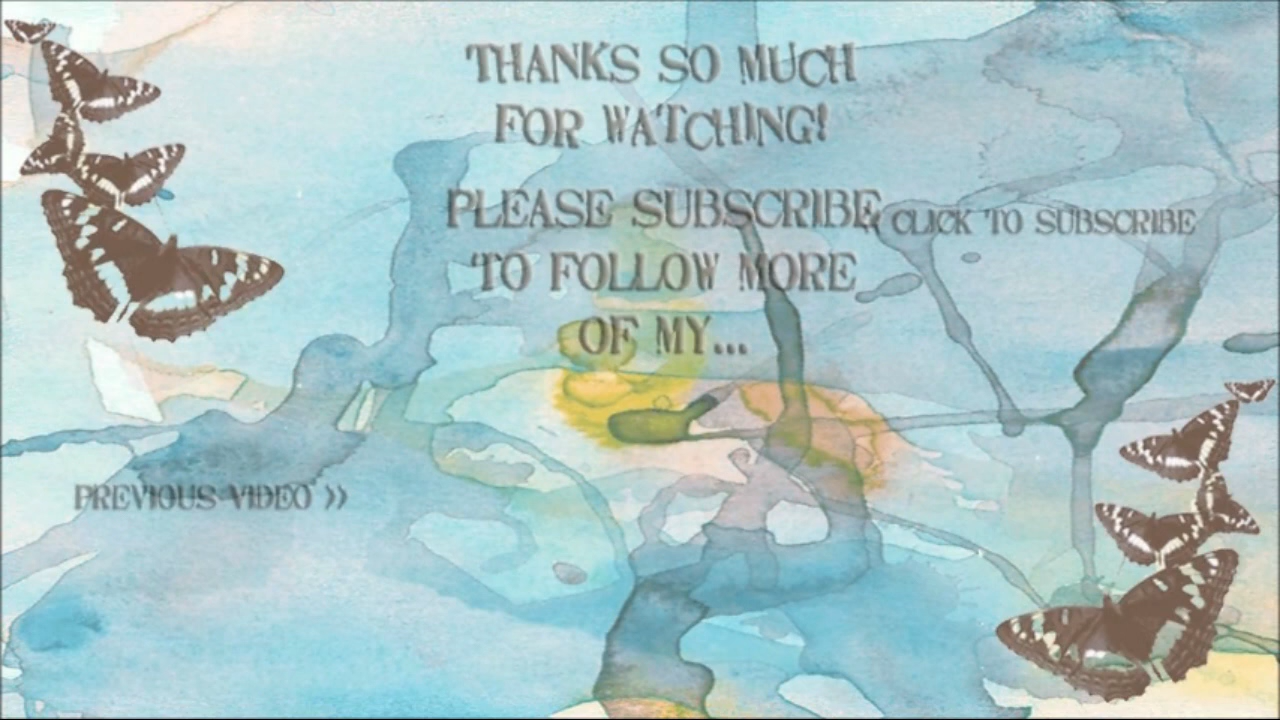 THANKS SO MUCH
FOR WATCHING!
PLEASE SUBSCRIBE
TO FOLLOW MORE
OF MY...
CLICK TO SUBSCRIBE
PREVIOUS VIDEO >>